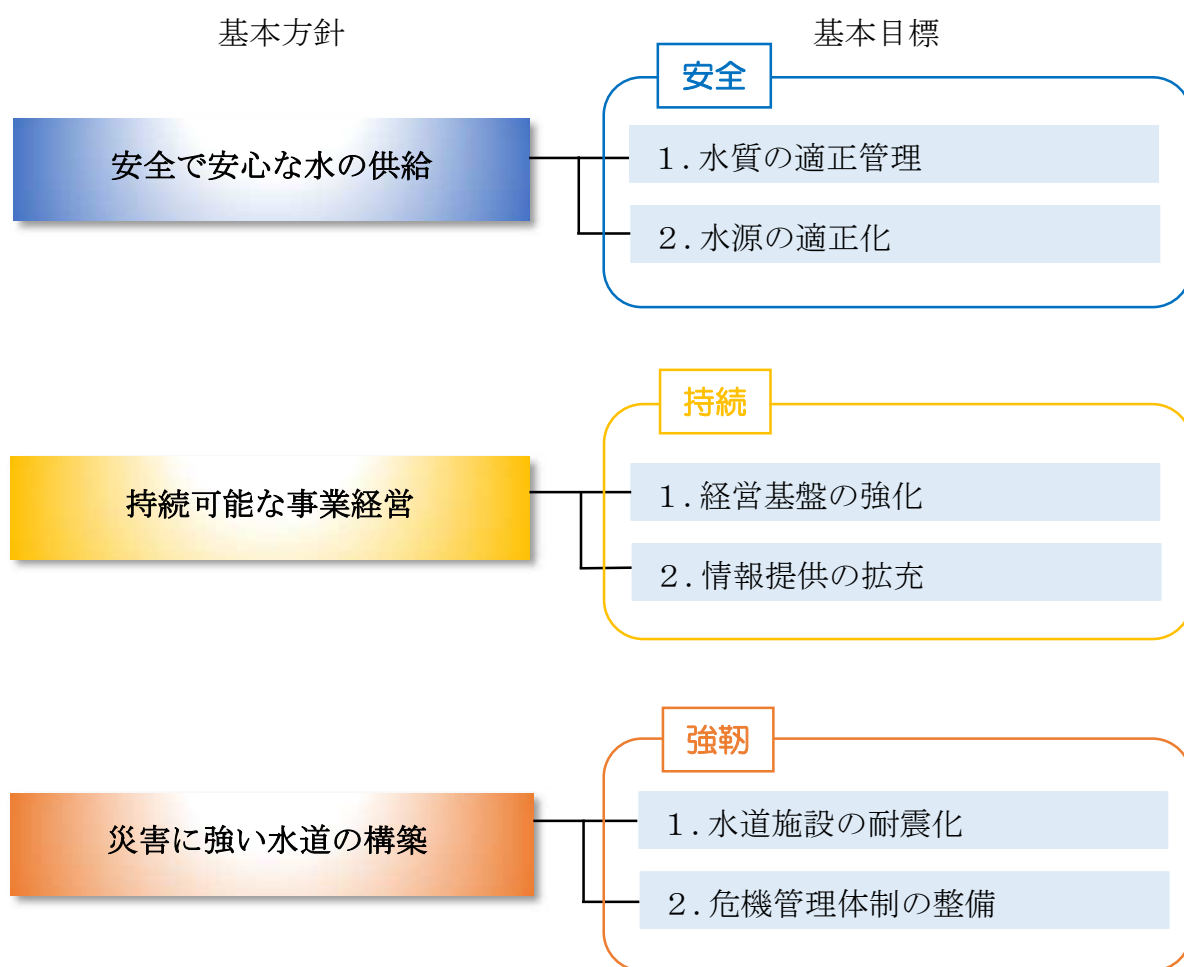 基本方針
基本目標
安全
安全で安心な水の供給
１.水質の適正管理
２.水源の適正化
持続
持続可能な事業経営
１.経営基盤の強化
２.情報提供の拡充
強靭
災害に強い水道の構築
１.水道施設の耐震化
２.危機管理体制の整備